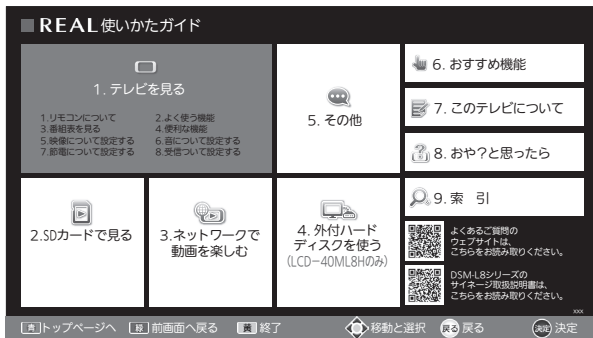 REAL 使いかたガイド
1. テレビを見る
1.リモコンについて 2.よく使う機能
3.番組表を見る 4.便利な機能
5.映像について設定する 6.音について設定する
7.節電について設定する 8.受信ついて設定する
5. その他
6. おすすめ機能
7. このテレビについて
8. おや?と思ったら
9. 索 引
2.SDカードで見る
3.ネットワークで
動画を楽しむ
4. 外付ハード
ディスクを使う
(LCD-40ML8Hのみ)
よくあるご質問の
ウェブサイトは、
こちらをお読み取りください。
DSM-L8シリーズの
サイネージ取扱説明書は、
こちらをお読み取りください。
xxx
青 トップページへ 緑 前画面へ戻る 黄 終了 移動と選択 戻る 戻る 決定 決定